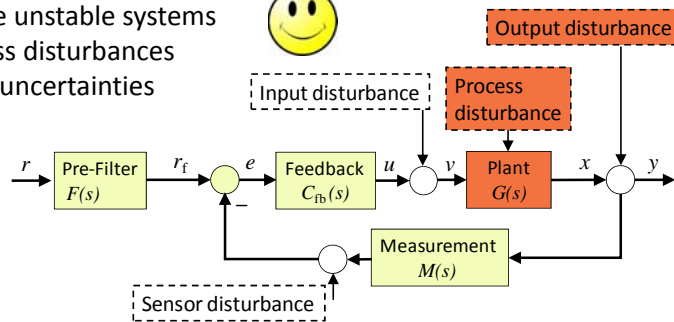 e unstable systems
ss disturbances
uncertainties
Output disturbance
Input disturbance
Process
disturbance
r
Pre-Filter
F(s)
r_f
e
Feedback
C_fb(s)
u
v
Plant
G(s)
x
y
−
Measurement
M(s)
Sensor disturbance